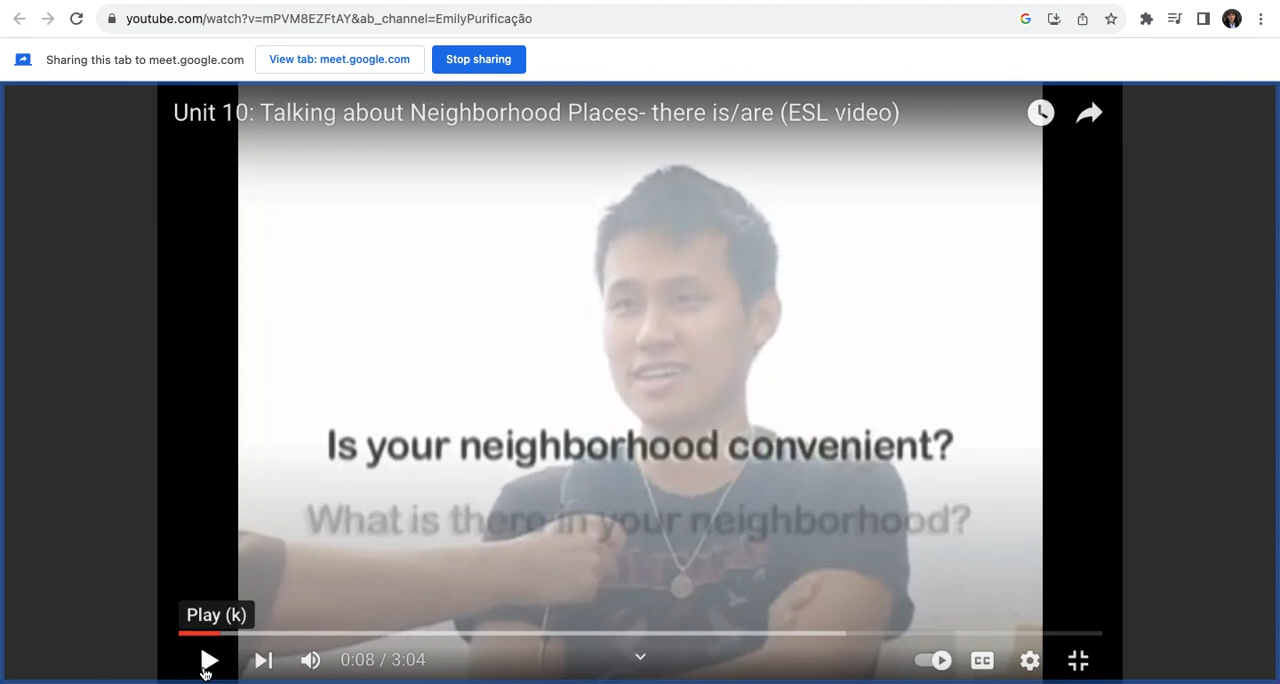 youtube.com/watch?v=mPVM8EZFtAY&ab_channel=EmilyPurificação
Sharing this tab to meet.google.com
View tab: meet.google.com
Stop sharing
Unit 10: Talking about Neighborhood Places- there is/are (ESL video)
Is your neighborhood convenient?
What is there in your neighborhood?
Play (k)
0:08 / 3:04
CC